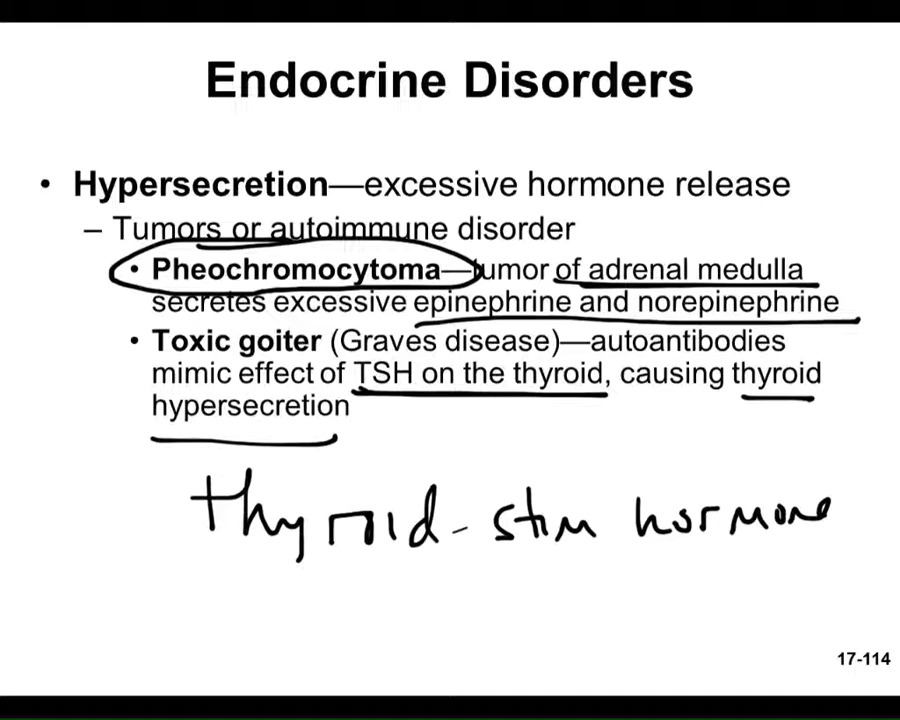 Endocrine Disorders
• Hypersecretion—excessive hormone release
– Tumors or autoimmune disorder
• Pheochromocytoma—tumor of adrenal medulla
secretes excessive epinephrine and norepinephrine
• Toxic goiter (Graves disease)—autoantibodies
mimic effect of TSH on the thyroid, causing thyroid
hypersecretion
thyroid-stim hormone
17-114